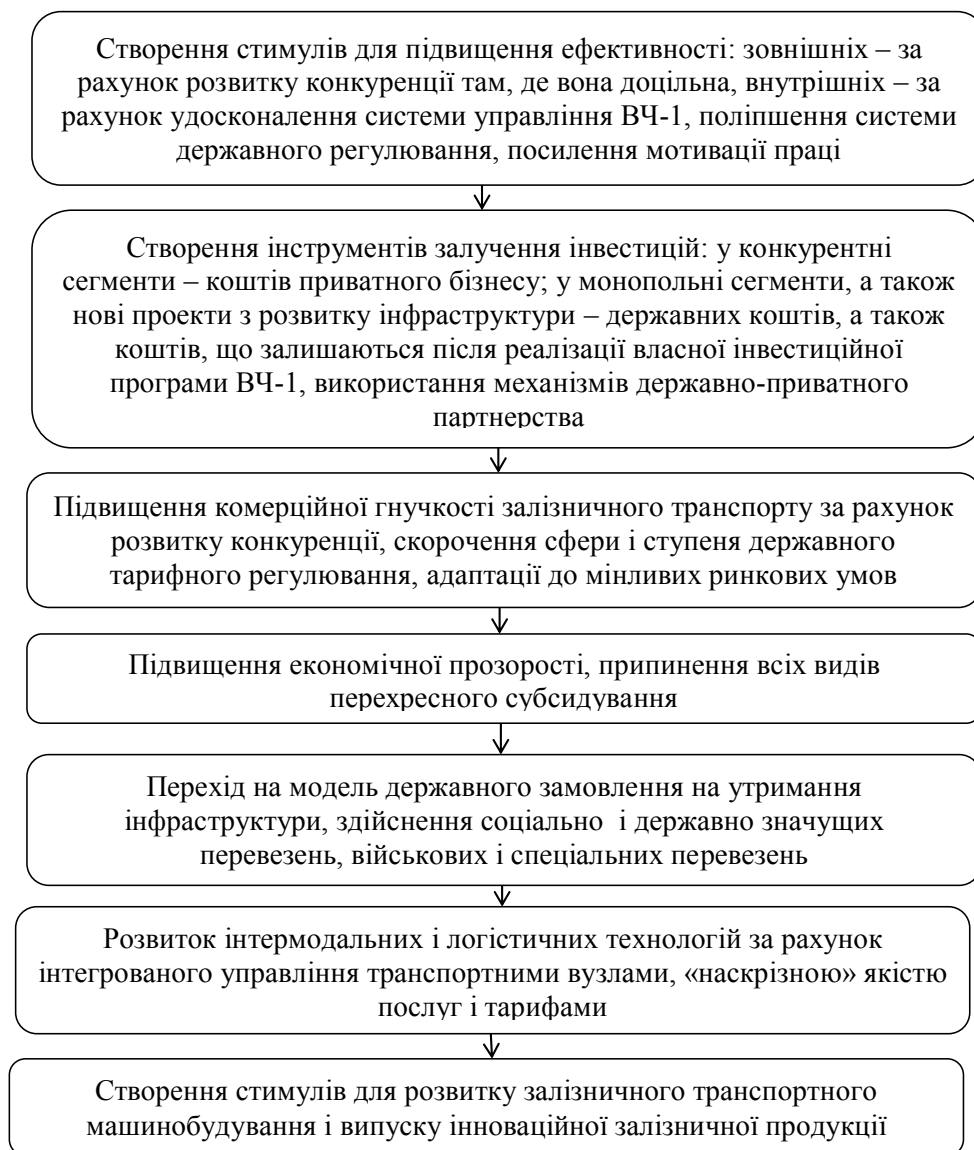 Створення стимулів для підвищення ефективності: зовнішніх – за
рахунок розвитку конкуренції там, де вона доцільна, внутрішніх – за
рахунок удосконалення системи управління ВЧ-1, поліпшення системи
державного регулювання, посилення мотивації праці
Створення інструментів залучення інвестицій: у конкурентні
сегменти – коштів приватного бізнесу; у монопольні сегменти, а також
нові проекти з розвитку інфраструктури – державних коштів, а також
коштів, що залишаються після реалізації власної інвестиційної
програми ВЧ-1, використання механізмів державно-приватного
партнерства
Підвищення комерційної гнучкості залізничного транспорту за рахунок
розвитку конкуренції, скорочення сфери і ступеня державного
тарифного регулювання, адаптації до мінливих ринкових умов
Підвищення економічної прозорості, припинення всіх видів
перехресного субсидування
Перехід на модель державного замовлення на утримання
інфраструктури, здійснення соціально і державно значущих
перевезень, військових і спеціальних перевезень
Розвиток інтермодальних і логістичних технологій за рахунок
інтегрованого управління транспортними вузлами, «наскрізною» якістю
послуг і тарифами
Створення стимулів для розвитку залізничного транспортного
машинобудування і випуску інноваційної залізничної продукції